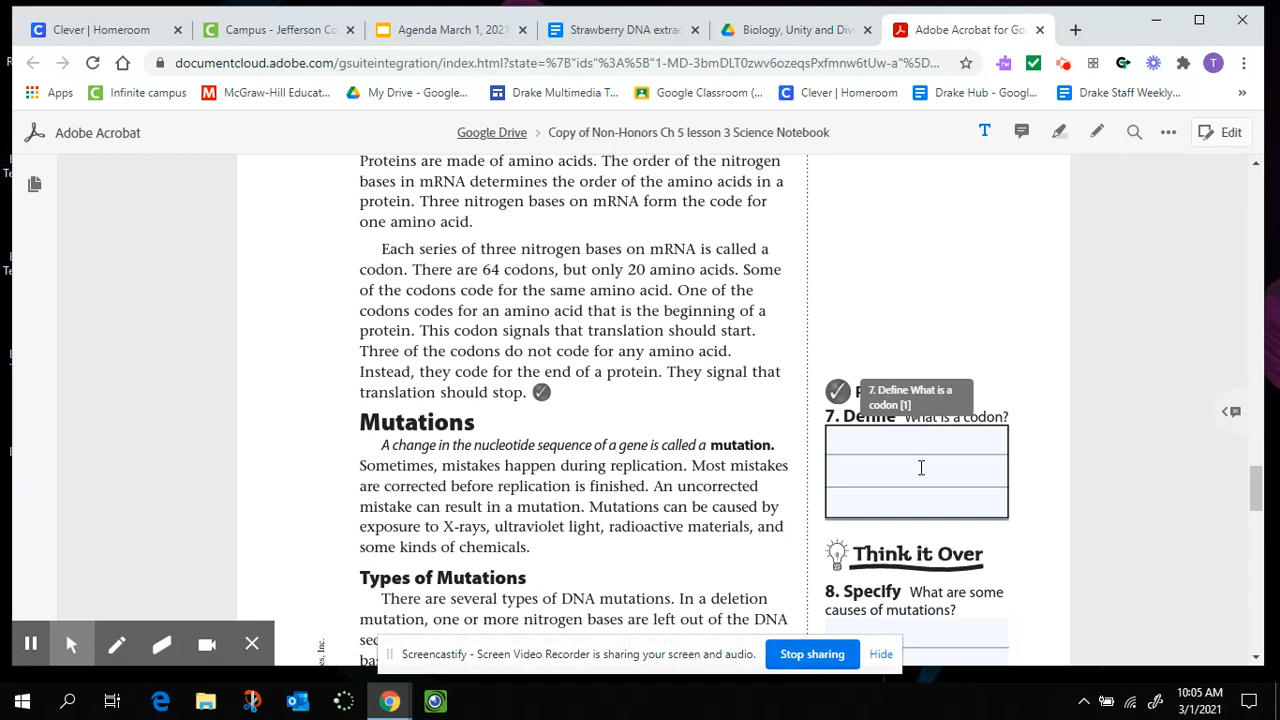 Clever | Homeroom
Campus - Jefferson Co
Agenda March 1, 2021
Strawberry DNA extrac
Biology, Unity and Div
Adobe Acrobat for Go
documentcloud.adobe.com/gsuiteintegration/index.html?state=%7B"ids"%3A%5B"1-MD-3bmDLT0zwv6ozeqsPxfmnw6tUw-a"%5D...
T
Apps
Infinite campus
McGraw-Hill Educat...
My Drive - Google...
Drake Multimedia T...
Google Classroom (...
Clever | Homeroom
Drake Hub - Googl...
Drake Staff Weekly...
»
Adobe Acrobat
Google Drive > Copy of Non-Honors Ch 5 lesson 3 Science Notebook
Edit
Proteins are made of amino acids. The order of the nitrogen
bases in mRNA determines the order of the amino acids in a
protein. Three nitrogen bases on mRNA form the code for
one amino acid.
Each series of three nitrogen bases on mRNA is called a
codon. There are 64 codons, but only 20 amino acids. Some
of the codons code for the same amino acid. One of the
codons codes for an amino acid that is the beginning of a
protein. This codon signals that translation should start.
Three of the codons do not code for any amino acid.
Instead, they code for the end of a protein. They signal that
translation should stop.
Mutations
A change in the nucleotide sequence of a gene is called a mutation.
Sometimes, mistakes happen during replication. Most mistakes
are corrected before replication is finished. An uncorrected
mistake can result in a mutation. Mutations can be caused by
exposure to X-rays, ultraviolet light, radioactive materials, and
some kinds of chemicals.
Types of Mutations
There are several types of DNA mutations. In a deletion
mutation, one or more nitrogen bases are left out of the DNA
7. Define What is a
codon [1]
7. Define What is a codon?
Think it Over
8. Specify What are some
causes of mutations?
Screencastify - Screen Video Recorder is sharing your screen and audio.
Stop sharing
Hide
10:05 AM
3/1/2021